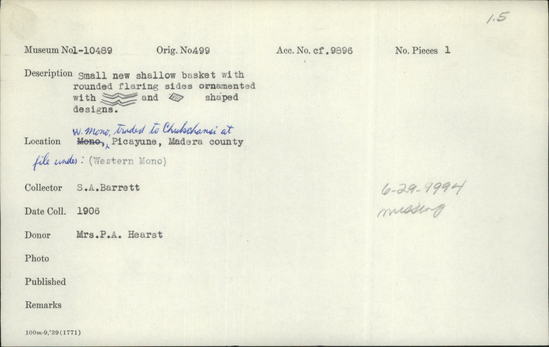 1.5
Museum No. 1-10489 Orig. No. 499 Acc. No. cf.9896 No. Pieces 1
Description Small new shallow basket with
rounded flaring sides ornamented
with and shaped
designs.
W. Mono, traded to Chukchansi at
Location Mono, Picayune, Madera county
file under: (Western Mono)
Collector S.A.Barrett
6-29-1994
Date Coll. 1906
missing
Donor Mrs.P.A. Hearst
Photo
Published
Remarks
100m-9,'39(1771)